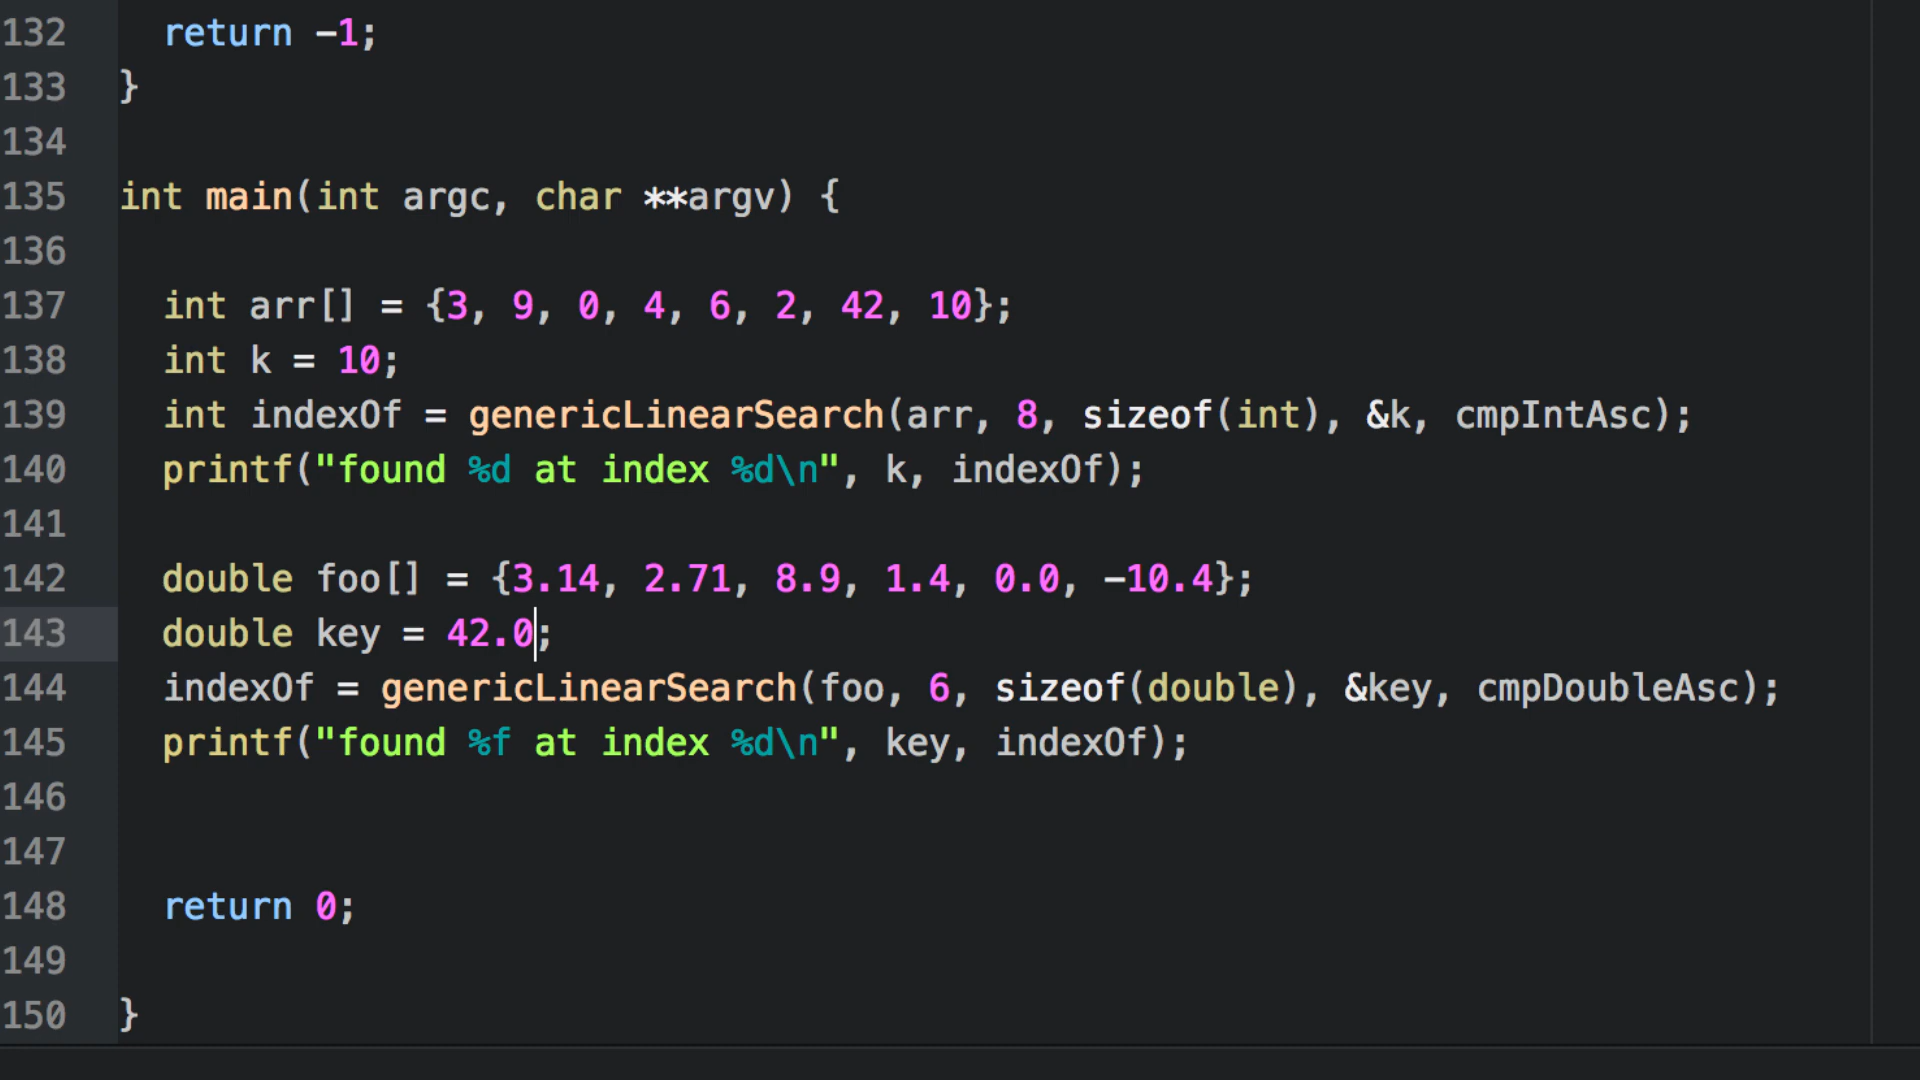 132 return -1;
133 }
134
135 int main(int argc, char **argv) {
136
137 int arr[] = {3, 9, 0, 4, 6, 2, 42, 10};
138 int k = 10;
139 int indexOf = genericLinearSearch(arr, 8, sizeof(int), &k, cmpIntAsc);
140 printf("found %d at index %d\n", k, indexOf);
141
142 double foo[] = {3.14, 2.71, 8.9, 1.4, 0.0, -10.4};
143 double key = 42.0;
144 indexOf = genericLinearSearch(foo, 6, sizeof(double), &key, cmpDoubleAsc);
145 printf("found %f at index %d\n", key, indexOf);
146
147
148 return 0;
149
150 }